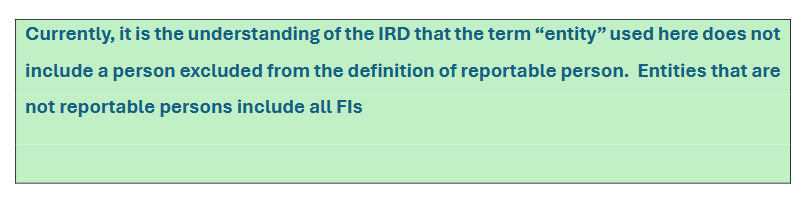 Currently, it is the understanding of the IRD that the term “entity” used here does not
include a person excluded from the definition of reportable person.  Entities that are
not reportable persons include all FIs